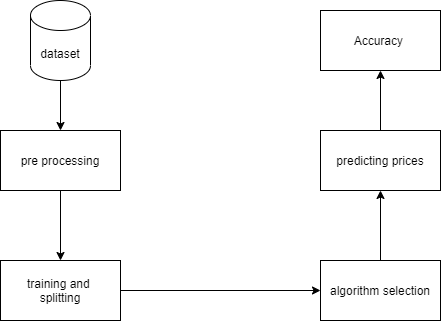 dataset
pre processing
training and
splitting
algorithm selection
predicting prices
Accuracy